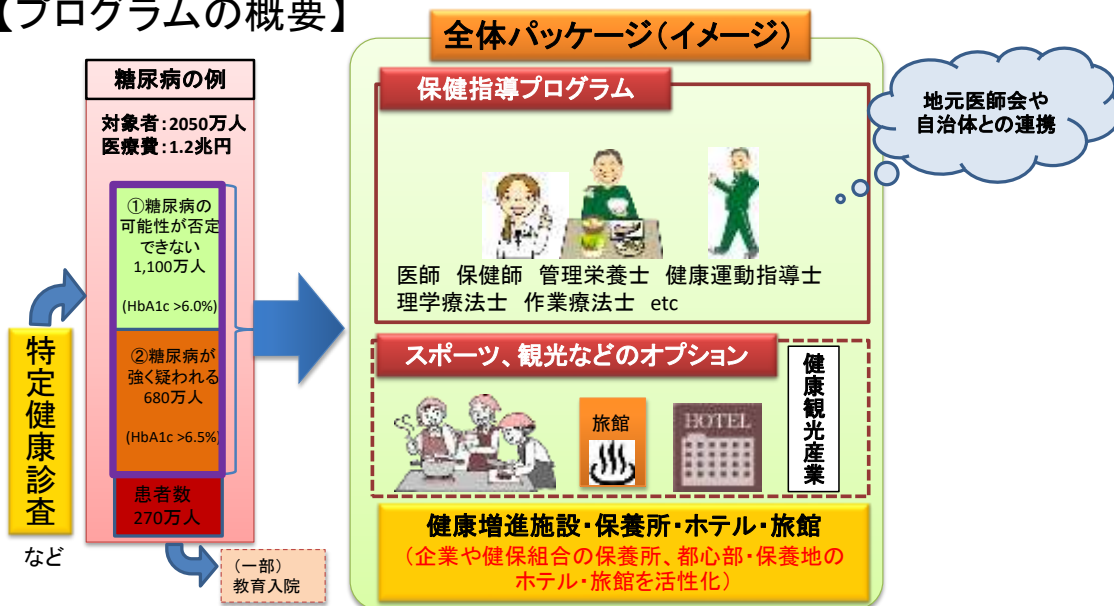 【プログラムの概要】
糖尿病の例
対象者:2050万人
医療費:1.2兆円
①糖尿病の
可能性が否定
できない
1,100万人
(HbA1c >6.0%)
②糖尿病が
強く疑われる
680万人
(HbA1c >6.5%)
患者数
270万人
特定健康診査
など
(一部)
教育入院
全体パッケージ(イメージ)
保健指導プログラム
医師 保健師 管理栄養士 健康運動指導士
理学療法士 作業療法士 etc
地元医師会や
自治体との連携
スポーツ、観光などのオプション
旅館
HOTEL
健康観光産業
健康増進施設・保養所・ホテル・旅館
(企業や健保組合の保養所、都心部・保養地の
ホテル・旅館を活性化)